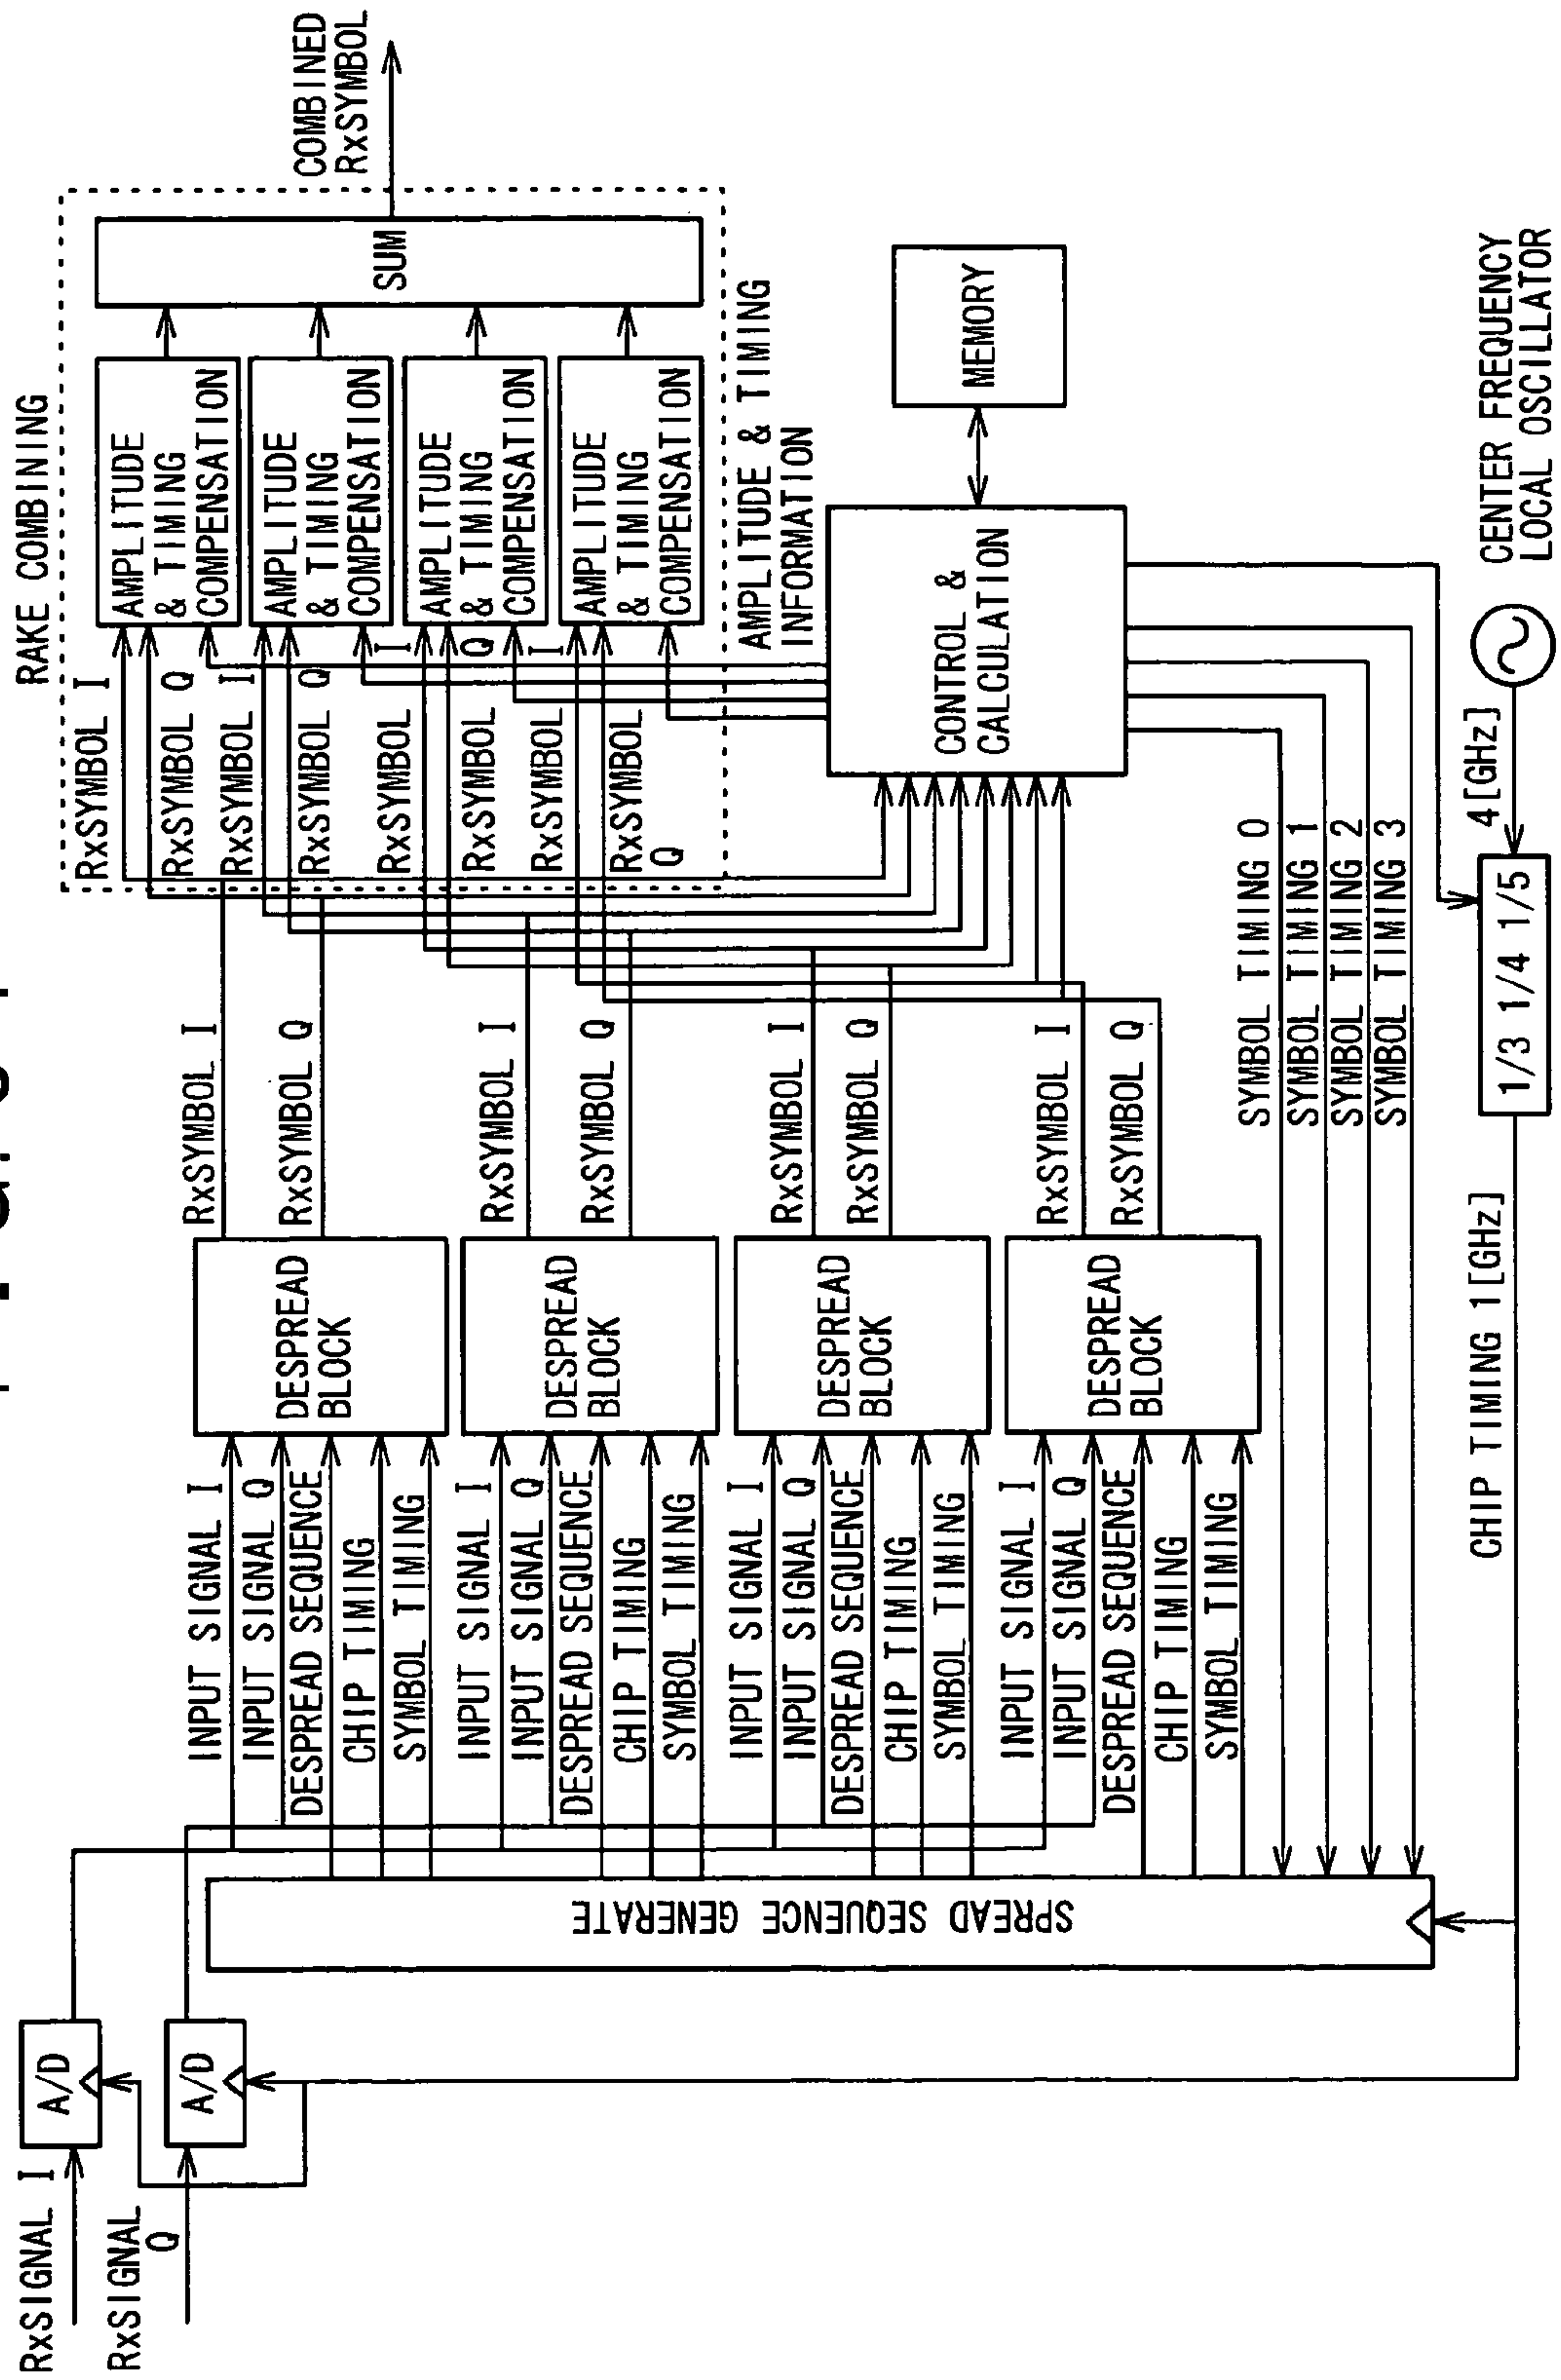 RAKE COMBINING
RxSIGNAL I
RxSIGNAL
Q
A/D
A/D
SPREAD SEQUENCE GENERATE
INPUT SIGNAL I
INPUT SIGNAL Q
DESPREAD SEQUENCE
CHIP TIMING
SYMBOL TIMING
INPUT SIGNAL I
INPUT SIGNAL Q
DESPREAD SEQUENCE
CHIP TIMING
SYMBOL TIMING
INPUT SIGNAL I
INPUT SIGNAL Q
DESPREAD SEQUENCE
CHIP TIMING
SYMBOL TIMING
INPUT SIGNAL I
INPUT SIGNAL Q
DESPREAD SEQUENCE
CHIP TIMING
SYMBOL TIMING
DESPREAD
BLOCK
DESPREAD
BLOCK
DESPREAD
BLOCK
DESPREAD
BLOCK
RxSYMBOL I
RxSYMBOL Q
RxSYMBOL I
RxSYMBOL Q
RxSYMBOL I
RxSYMBOL Q
RxSYMBOL I
RxSYMBOL Q
RxSYMBOL I
RxSYMBOL Q
RxSYMBOL I
RxSYMBOL Q
RxSYMBOL I
RxSYMBOL Q
RxSYMBOL I
RxSYMBOL
Q
AMPLITUDE
& TIMING
COMPENSATION
AMPLITUDE
& TIMING
COMPENSATION
AMPLITUDE
& TIMING
COMPENSATION
AMPLITUDE
& TIMING
COMPENSATION
SUM
COMBINED
RxSYMBOL
AMPLITUDE & TIMING
INFORMATION
CONTROL &
CALCULATION
MEMORY
SYMBOL TIMING 0
SYMBOL TIMING 1
SYMBOL TIMING 2
SYMBOL TIMING 3
CHIP TIMING 1[GHz]
1/3 1/4 1/5
4[GHz]
CENTER FREQUENCY
LOCAL OSCILLATOR